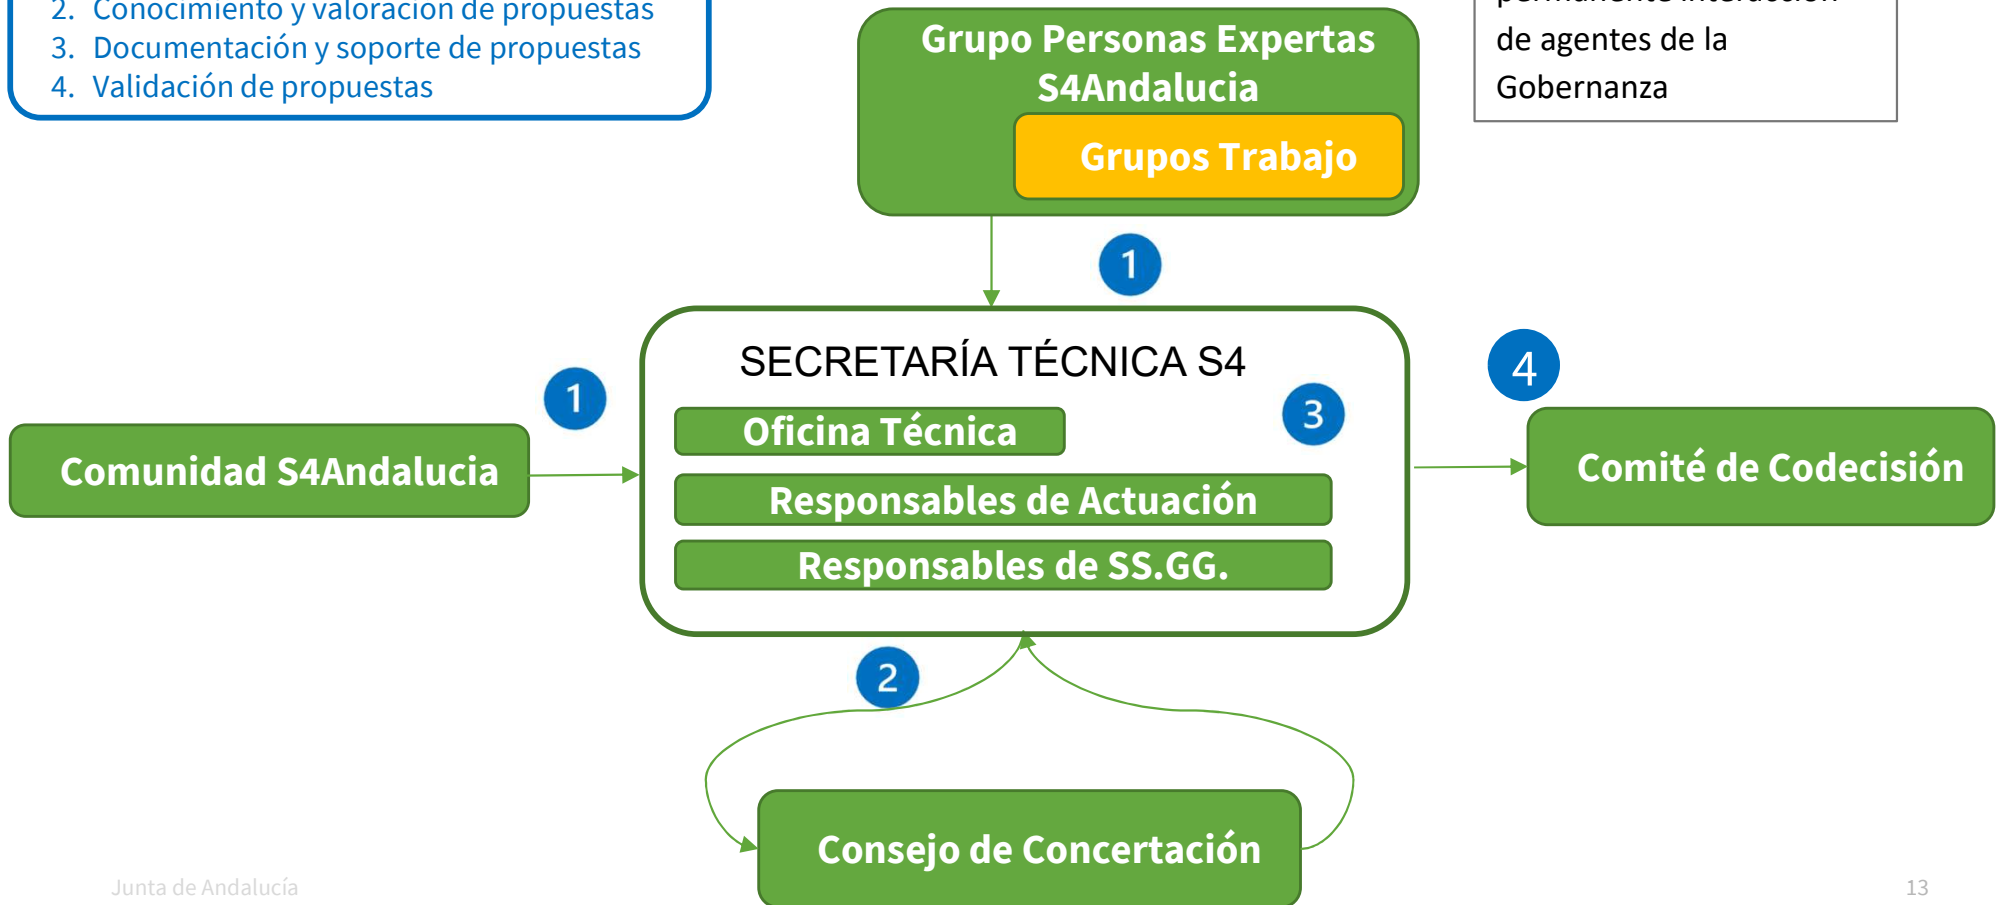 2. Conocimiento y valoración de propuestas
3. Documentación y soporte de propuestas
4. Validación de propuestas
Grupo Personas Expertas
S4Andalucia
Grupos Trabajo
permanente interacción
de agentes de la
Gobernanza
1
SECRETARÍA TÉCNICA S4
4
1
3
Oficina Técnica
Comunidad S4Andalucia
Comité de Codecisión
Responsables de Actuación
Responsables de SS.GG.
2
Consejo de Concertación
Junta de Andalucía
13